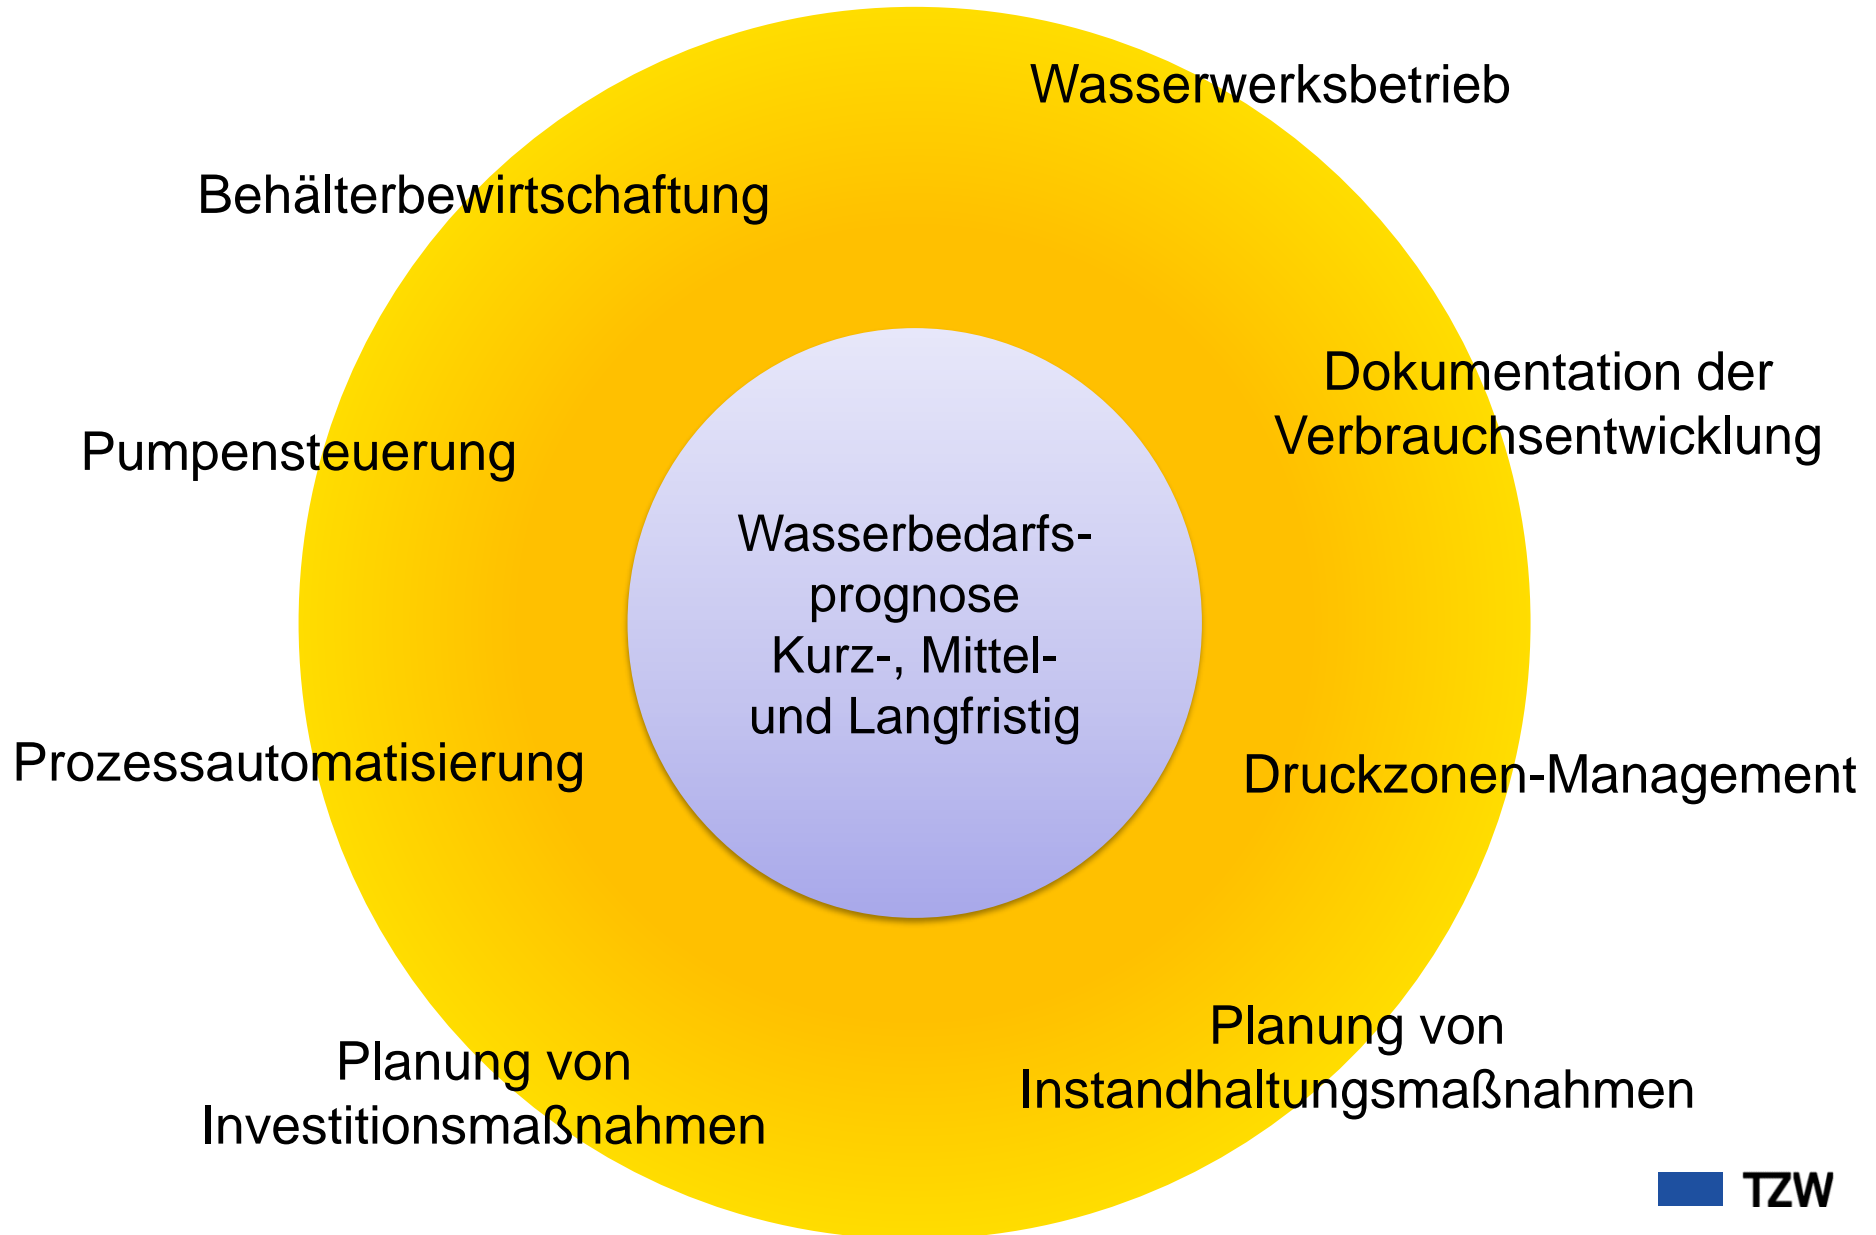 Wasserwerksbetrieb
Behälterbewirtschaftung
Dokumentation der
Verbrauchsentwicklung
Pumpensteuerung
Wasserbedarfs-
prognose
Kurz-, Mittel-
und Langfristig
Prozessautomatisierung
Druckzonen-Management
Planung von
Instandhaltungsmaßnahmen
Planung von
Investitionsmaßnahmen
TZW